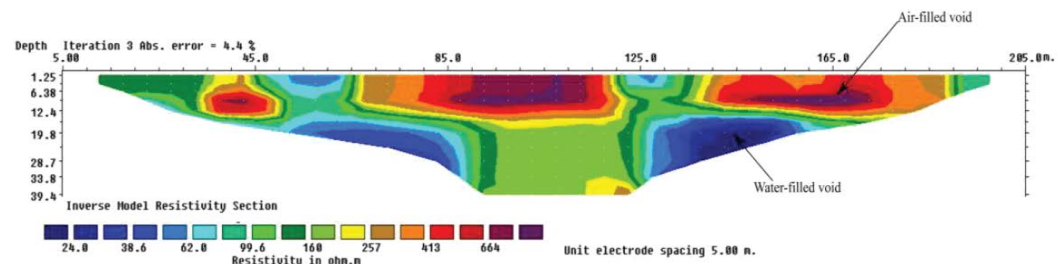 Air-filled void
Depth Iteration 3 Abs. error = 4.4 %
5.00 45.0 85.0 125.0 165.0 205.0 m.
1.25
6.38
12.4
19.8
28.7
33.8
39.4
Water-filled void
Inverse Model Resistivity Section
24.0 38.6 62.0 99.6 160 257 413 664
Resistivity in ohm.m
Unit electrode spacing 5.00 m.